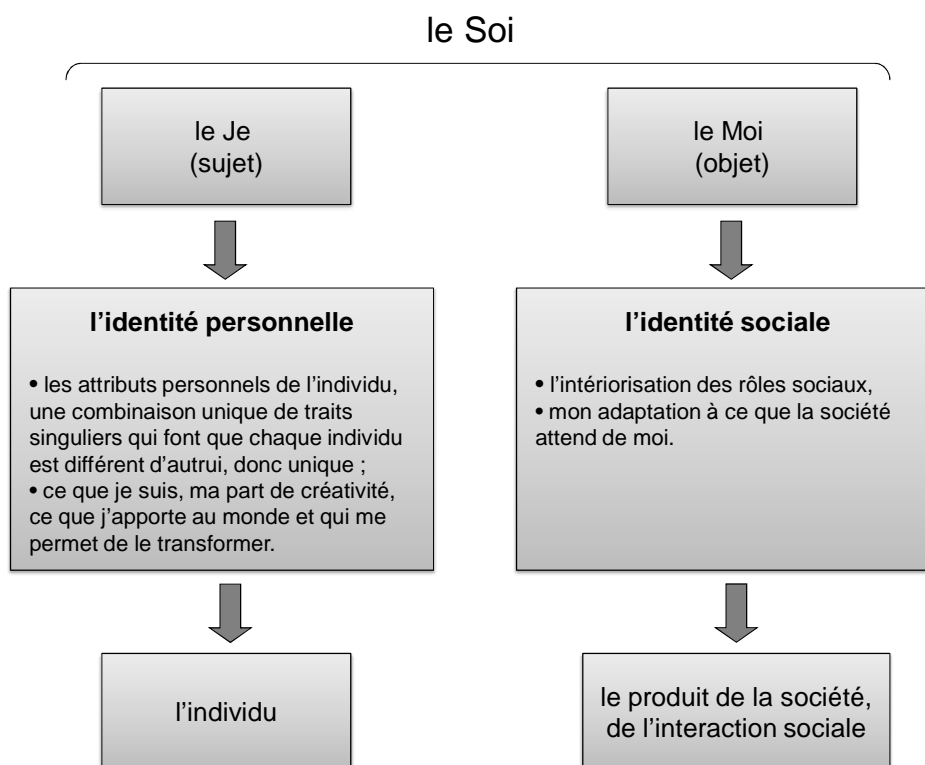 le Soi
le Je
(sujet)
le Moi
(objet)
l’identité personnelle
• les attributs personnels de l’individu,
une combinaison unique de traits
singuliers qui font que chaque individu
est différent d’autrui, donc unique ;
• ce que je suis, ma part de créativité,
ce que j’apporte au monde et qui me
permet de le transformer.
l’identité sociale
• l’intériorisation des rôles sociaux,
• mon adaptation à ce que la société
attend de moi.
l’individu
le produit de la société,
de l’interaction sociale